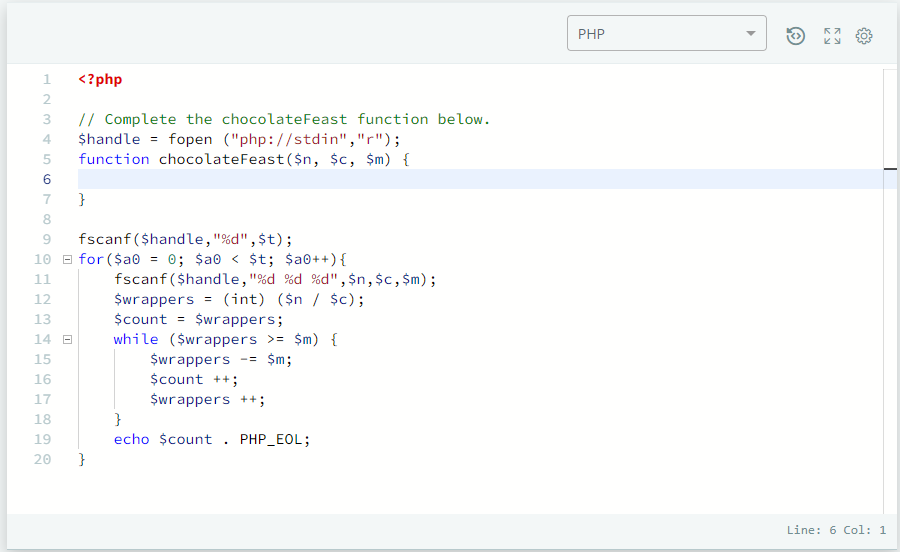 PHP
1 <?php
2
3 // Complete the chocolateFeast function below.
4 $handle = fopen ("php://stdin","r");
5 function chocolateFeast($n, $c, $m) {
6
7 }
8
9 fscanf($handle,"%d",$t);
10 for($a0 = 0; $a0 < $t; $a0++){
11     fscanf($handle,"%d %d %d",$n,$c,$m);
12     $wrappers = (int) ($n / $c);
13     $count = $wrappers;
14     while ($wrappers >= $m) {
15         $wrappers -= $m;
16         $count ++;
17         $wrappers ++;
18     }
19     echo $count . PHP_EOL;
20 }
Line: 6 Col: 1